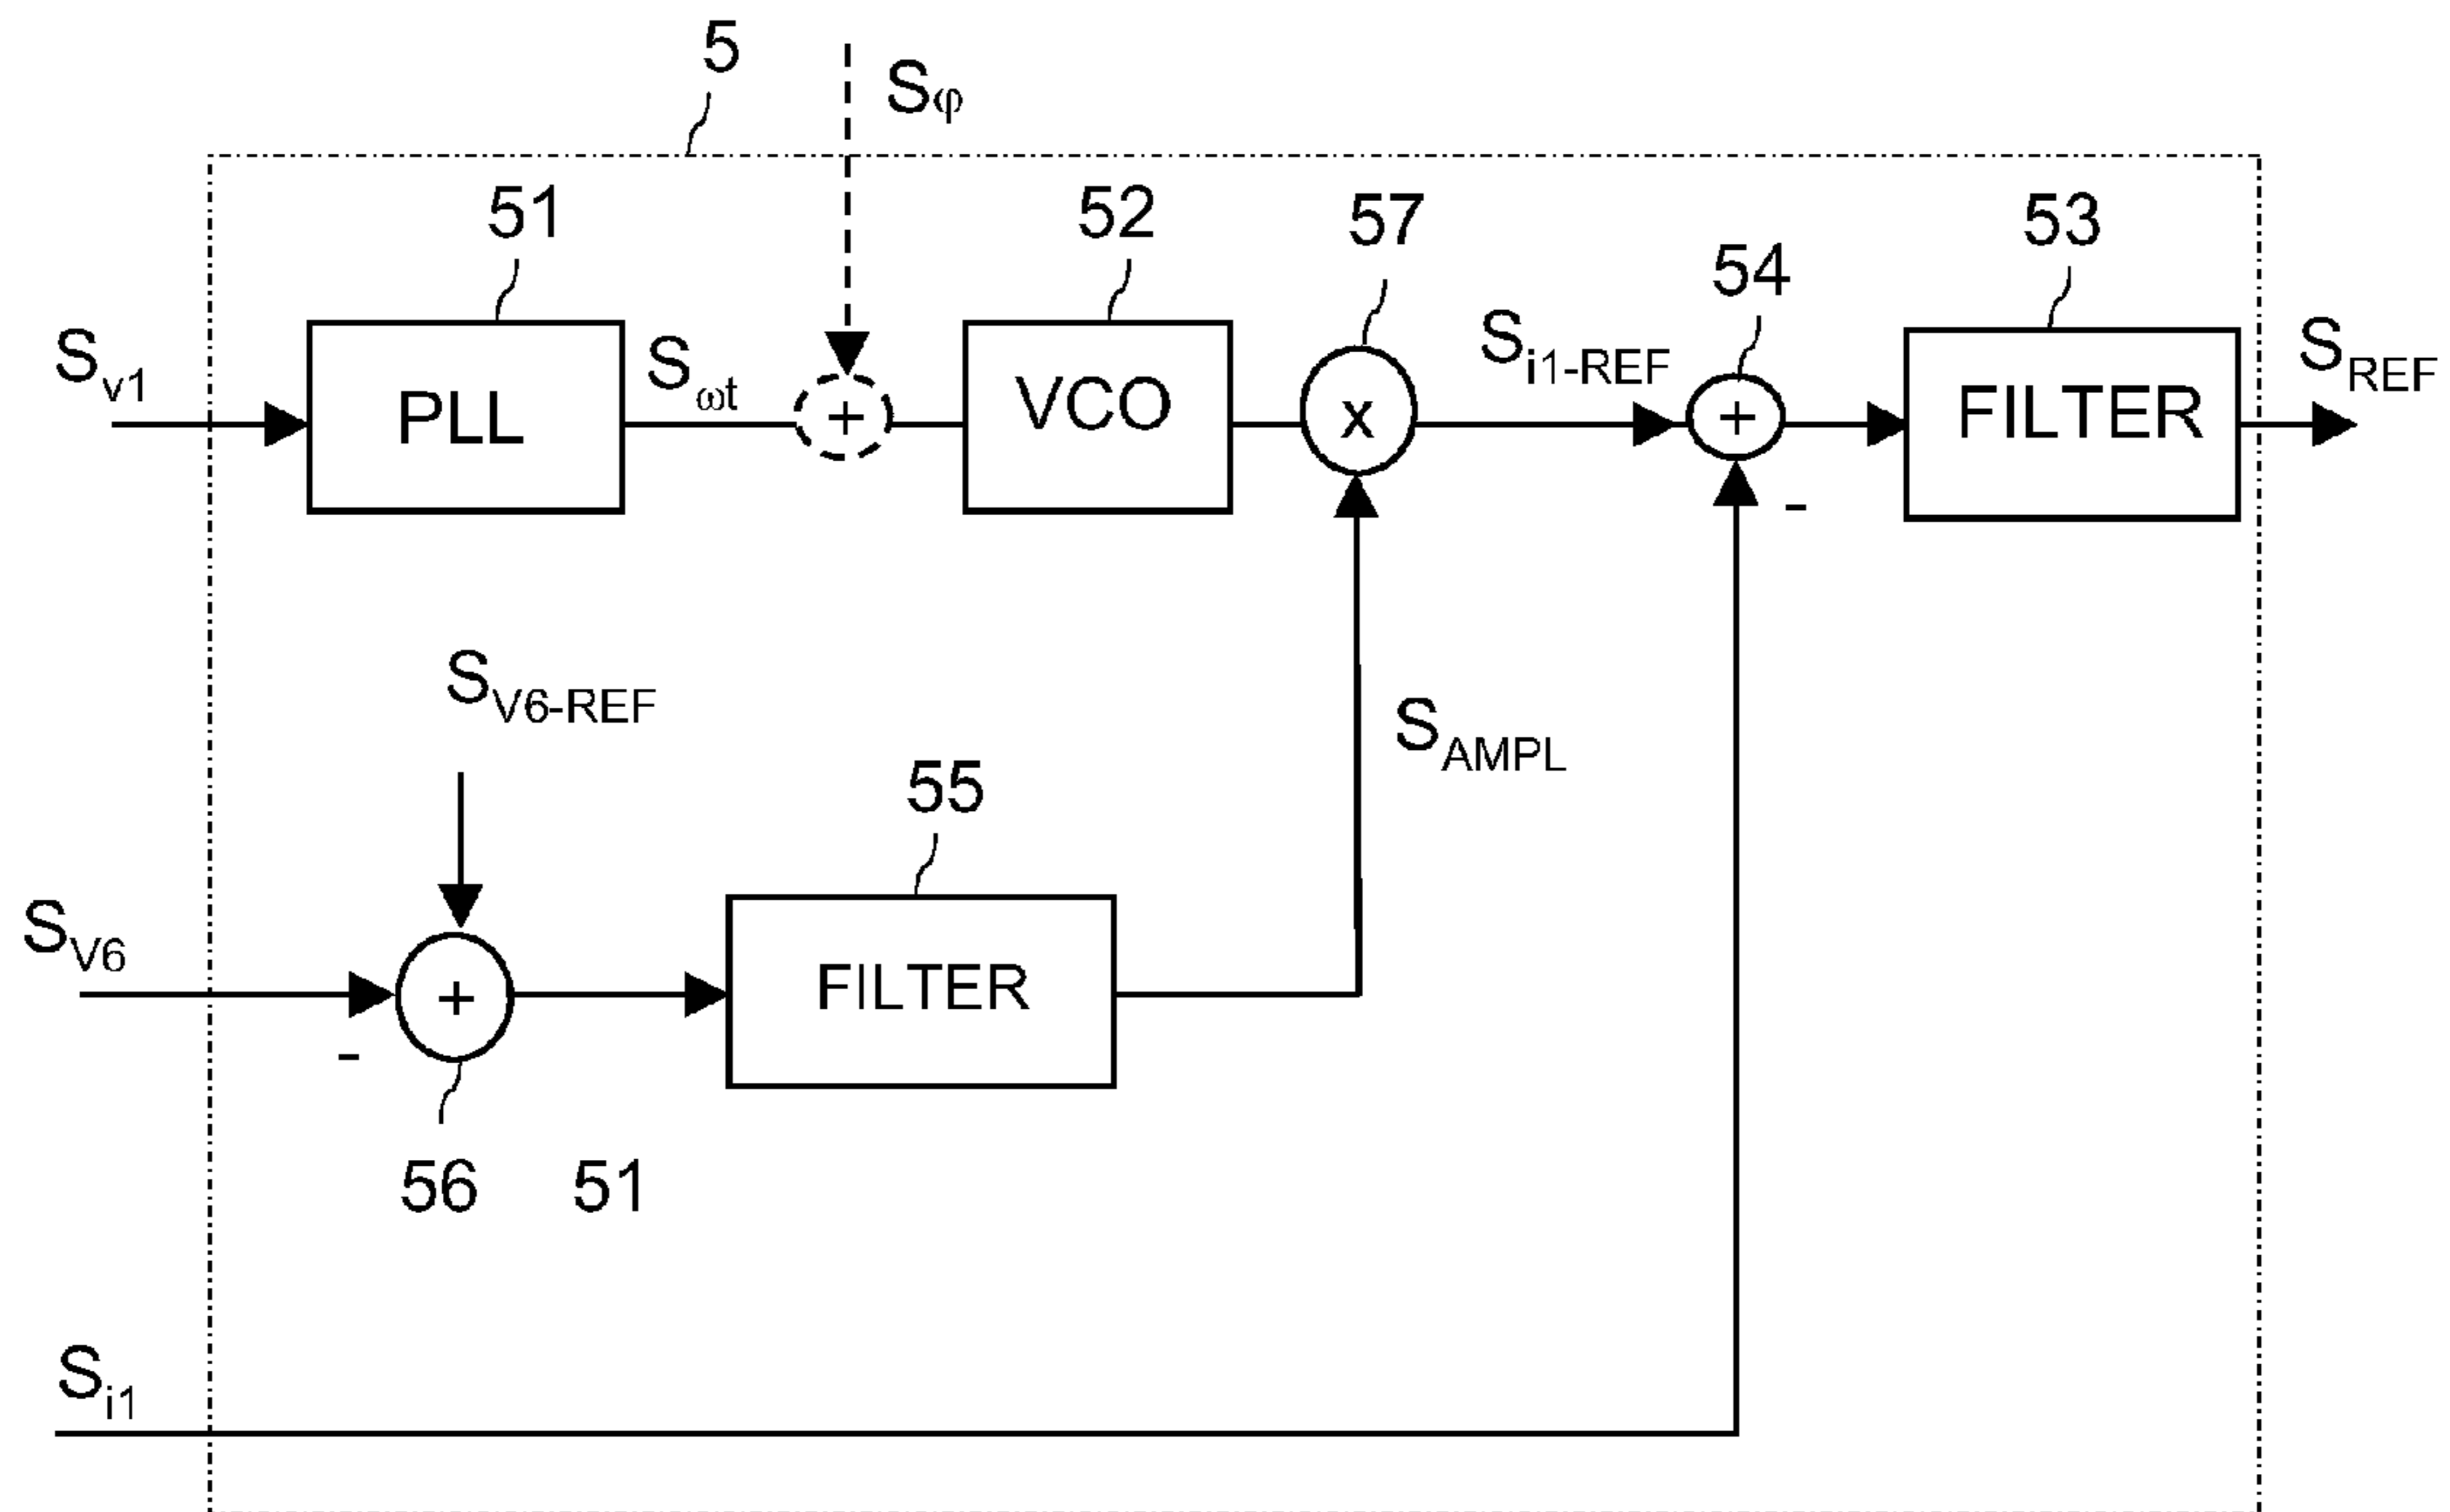 5
Sφ
51
52
57
54
53
Sv1
PLL
Sωt
+
VCO
x
Si1-REF
+
-
FILTER
SREF
SV6-REF
SAMPL
55
SV6
-
+
FILTER
56
51
Si1